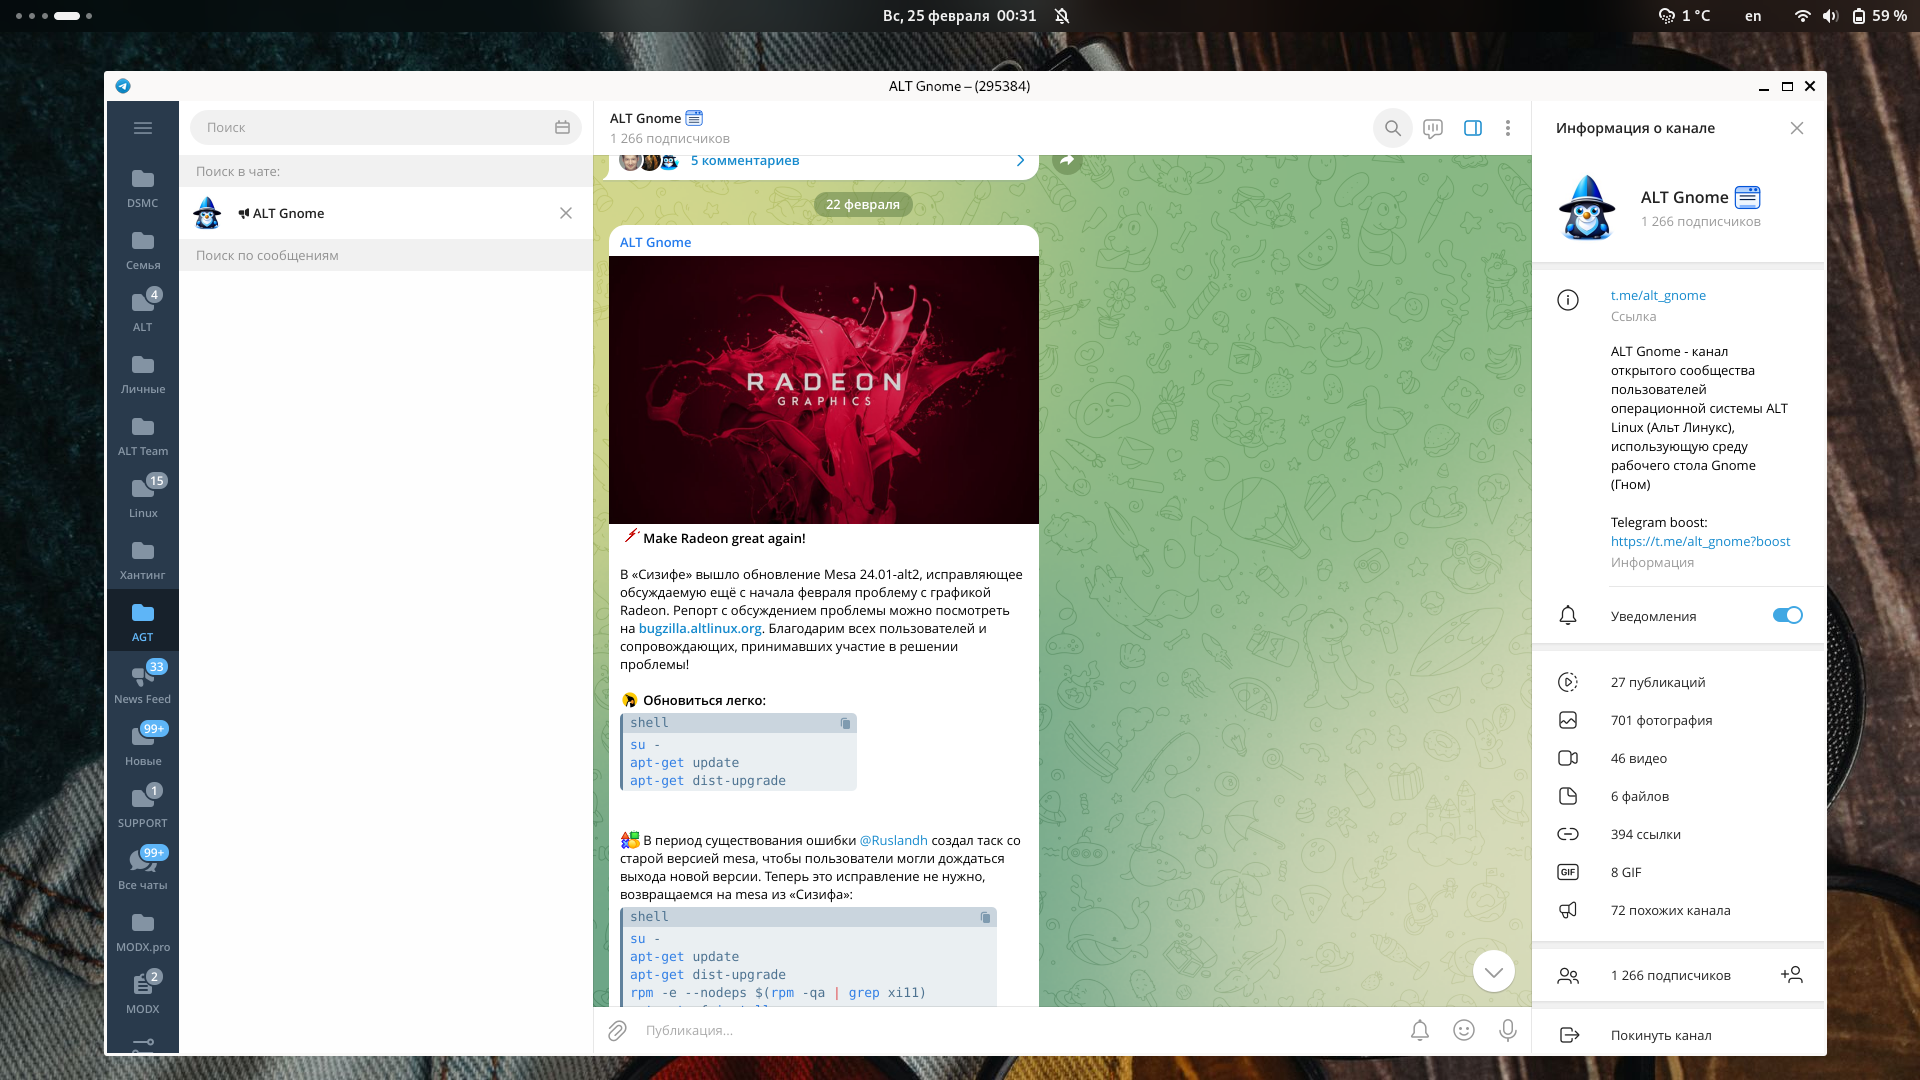 Вс, 25 февраля 00:31
1 °C
en
59 %
ALT Gnome – (295384)
DSMC
Семья
4
ALT
Личные
ALT Team
15
Linux
Хантинг
AGT
33
News Feed
99+
Новые
1
SUPPORT
99+
Все чаты
MODX.pro
2
MODX
Поиск
Поиск в чате:
ALT Gnome
Поиск по сообщениям
ALT Gnome
1 266 подписчиков
5 комментариев
22 февраля
ALT Gnome
RADEON
GRAPHICS
Make Radeon great again!
В «Сизифе» вышло обновление Mesa 24.01-alt2, исправляющее
обсуждаемую ещё с начала февраля проблему с графикой
Radeon. Репорт с обсуждением проблемы можно посмотреть
на bugzilla.altlinux.org. Благодарим всех пользователей и
сопровождающих, принимавших участие в решении
проблемы!
Обновиться легко:
shell
su -
apt-get update
apt-get dist-upgrade
В период существования ошибки @Ruslandh создал таск со
старой версией mesa, чтобы пользователи могли дождаться
выхода новой версии. Теперь это исправление не нужно,
возвращаемся на mesa из «Сизифа»:
shell
su -
apt-get update
apt-get dist-upgrade
rpm -e --nodeps $(rpm -qa | grep xi11)
Публикация...
Информация о канале
ALT Gnome
1 266 подписчиков
t.me/alt_gnome
Ссылка
ALT Gnome - канал
открытого сообщества
пользователей
операционной системы ALT
Linux (Альт Линукс),
использующую среду
рабочего стола Gnome
(Гном)
Telegram boost:
https://t.me/alt_gnome?boost
Информация
Уведомления
27 публикаций
701 фотография
46 видео
6 файлов
394 ссылки
GIF
8 GIF
72 похожих канала
1 266 подписчиков
Покинуть канал